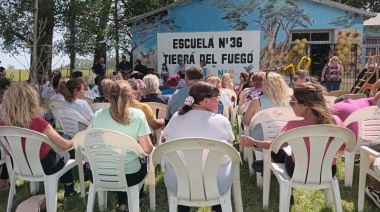 ESCUELA N°36
TIERRA DEL FUEGO